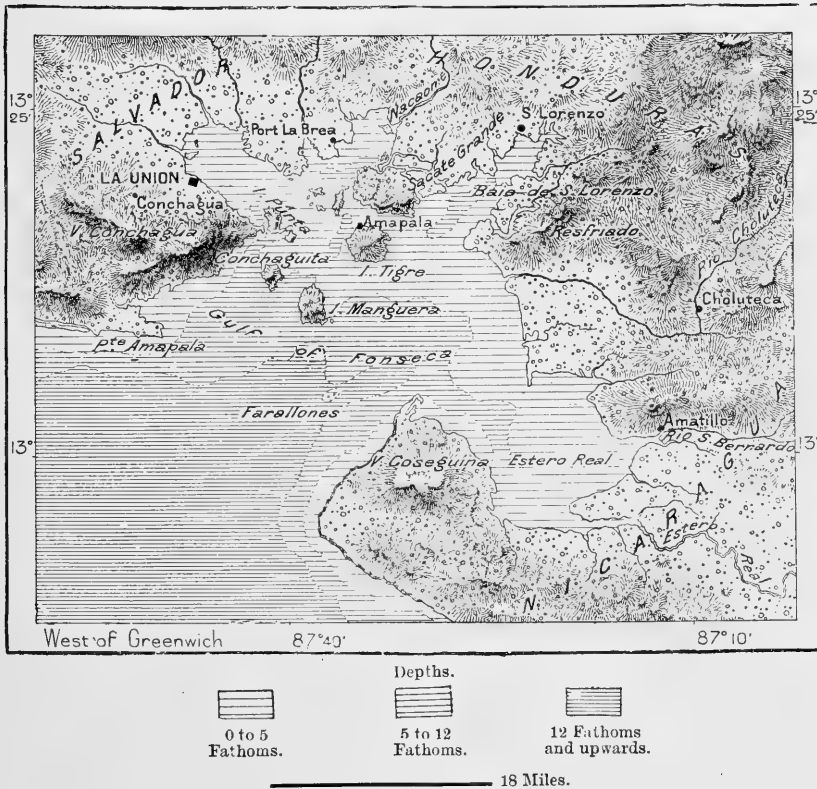 SALVADOR
HONDURAS
13°
25'
13°
25'
Port La Brea
Nacaome
S. Lorenzo
Sacate Grande
LA UNION
Conchagua
Baia de S. Lorenzo
V. Conchagua
I. Punta
Zacate
Amapala
Resfriado
Rio Choluteca
Conchaguita
I. Tigre
Choluteca
I. Manguera
Gulf
of
Fonseca
Pte Amapala
Farallones
Amatillo
Rio S. Bernardo
13°
13°
V. Coseguina
Estero Real
NICARAGUA
Estero
Real
West of Greenwich
87°40'
87°10'
Depths.
0 to 5
Fathoms.
5 to 12
Fathoms.
12 Fathoms
and upwards.
18 Miles.